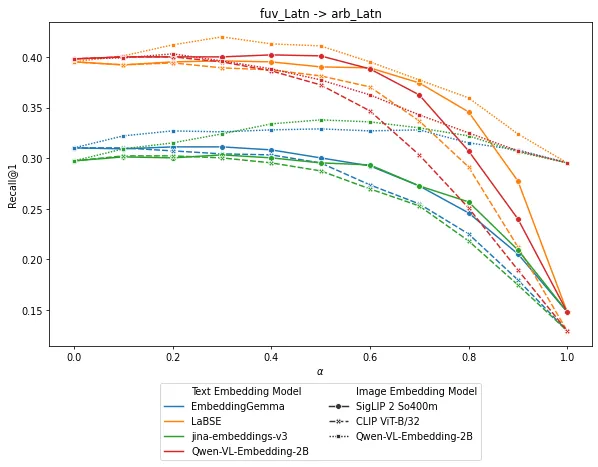 fuv_Latn -> arb_Latn
Recall@1
0.40
0.35
0.30
0.25
0.20
0.15
0.0 0.2 0.4 0.6 0.8 1.0
α
Text Embedding Model Image Embedding Model
EmbeddingGemma SigLIP 2 So400m
LaBSE CLIP ViT-B/32
jina-embeddings-v3 Qwen-VL-Embedding-2B
Qwen-VL-Embedding-2B